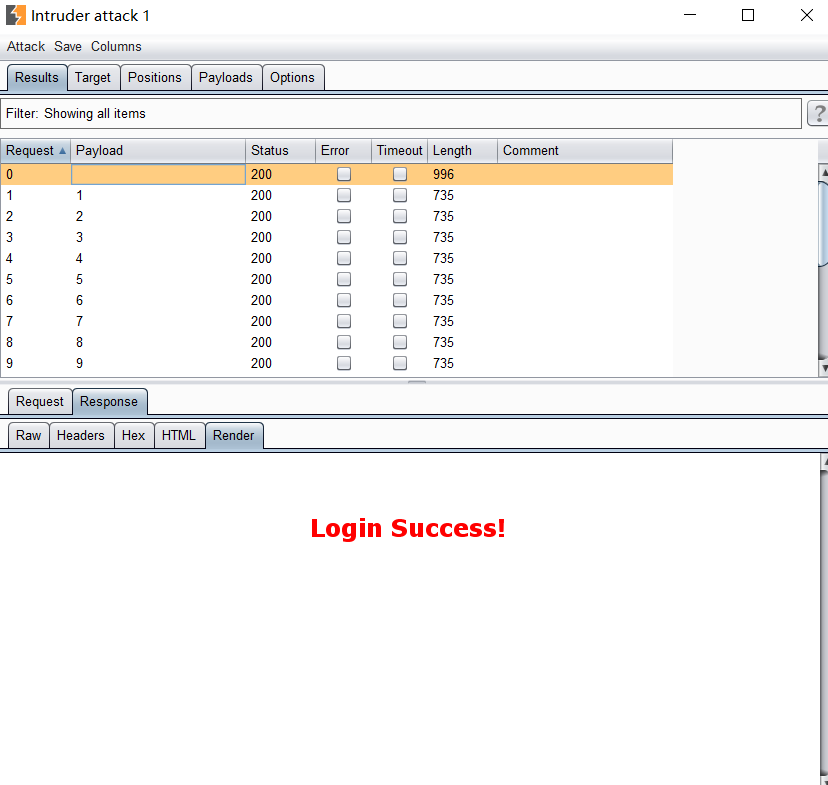 Intruder attack 1
Attack Save Columns
Results Target Positions Payloads Options
Filter: Showing all items ?
Request Payload Status Error Timeout Length Comment
0 200 996
1 1 200 735
2 2 200 735
3 3 200 735
4 4 200 735
5 5 200 735
6 6 200 735
7 7 200 735
8 8 200 735
9 9 200 735
Request Response
Raw Headers Hex HTML Render
Login Success!